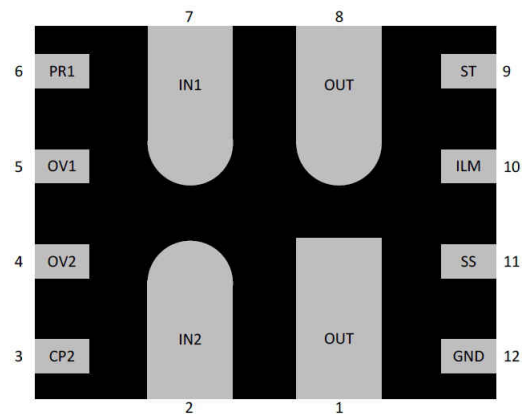 7 8
6 PR1 IN1 OUT ST 9
5 OV1 ILM 10
4 OV2 SS 11
3 CP2 IN2 OUT GND 12
2 1